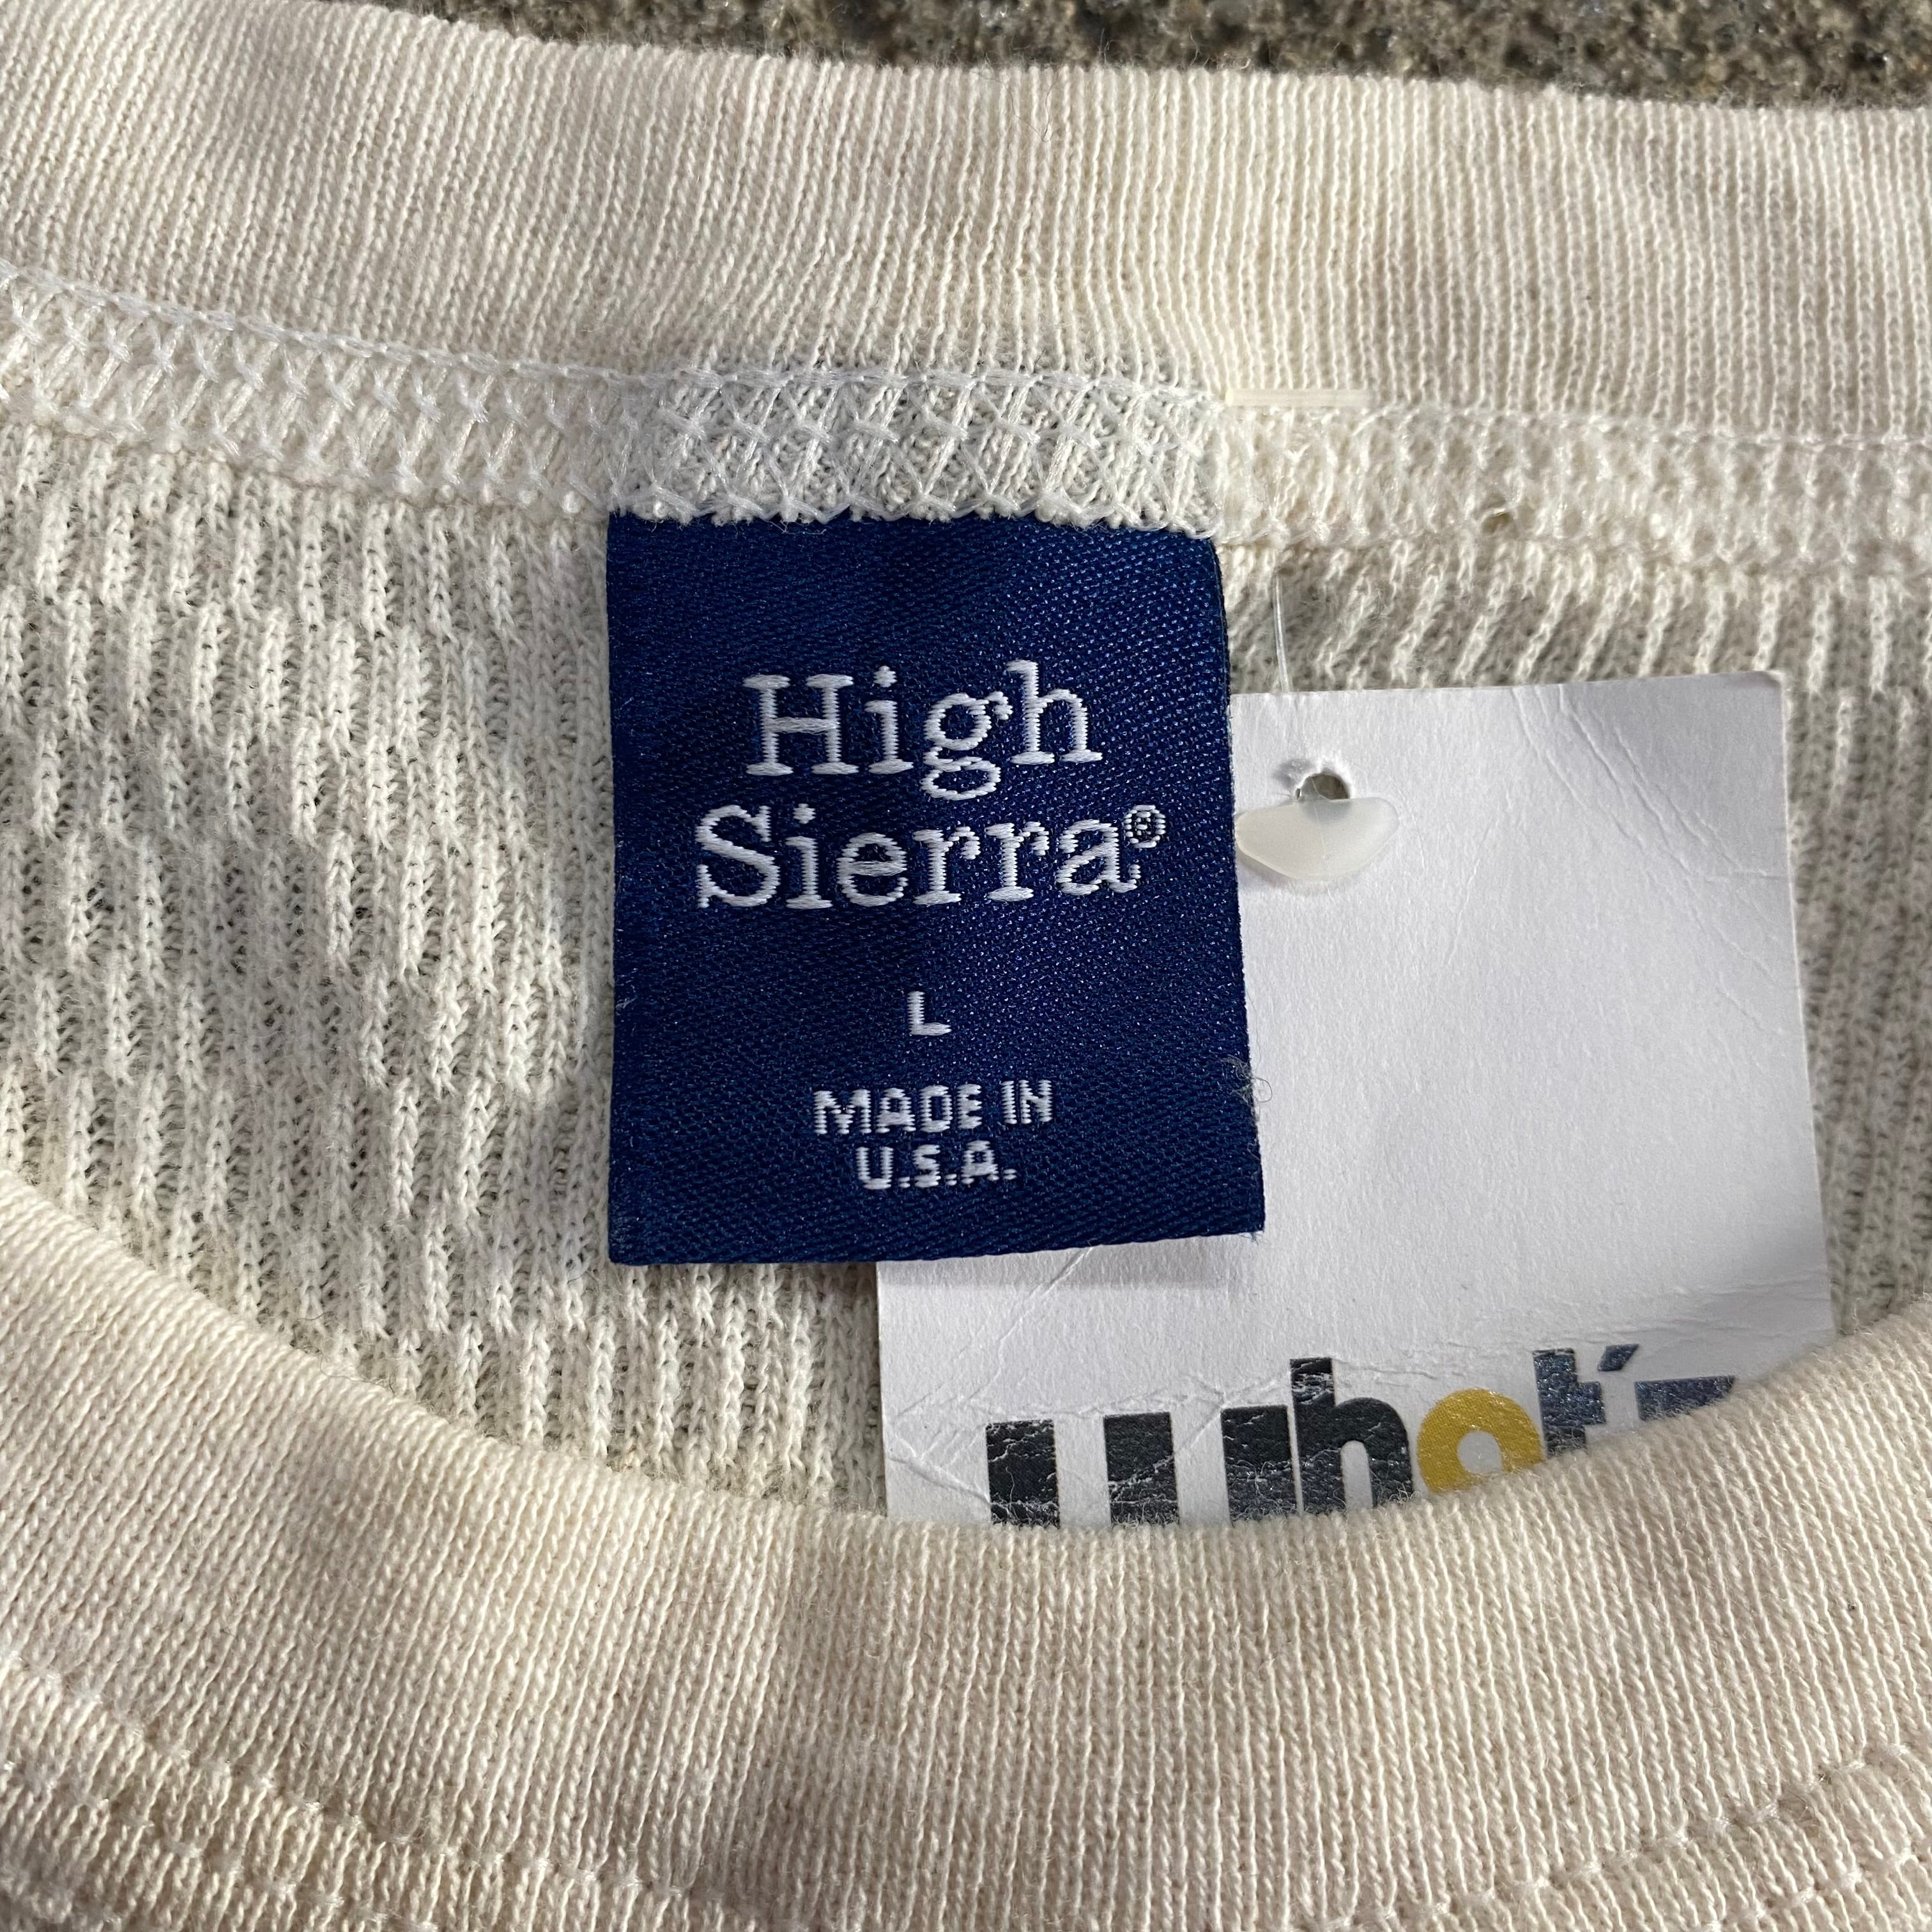 High
Sierra®
L
MADE IN
U.S.A.